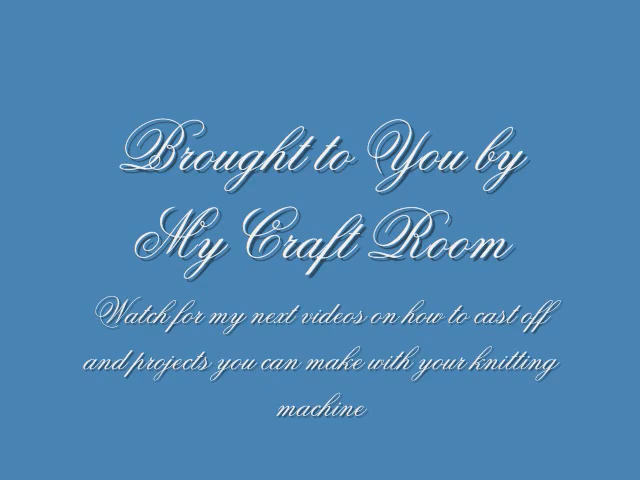 Brought to You by
My Craft Room
Watch for my next videos on how to cast off
and projects you can make with your knitting
machine